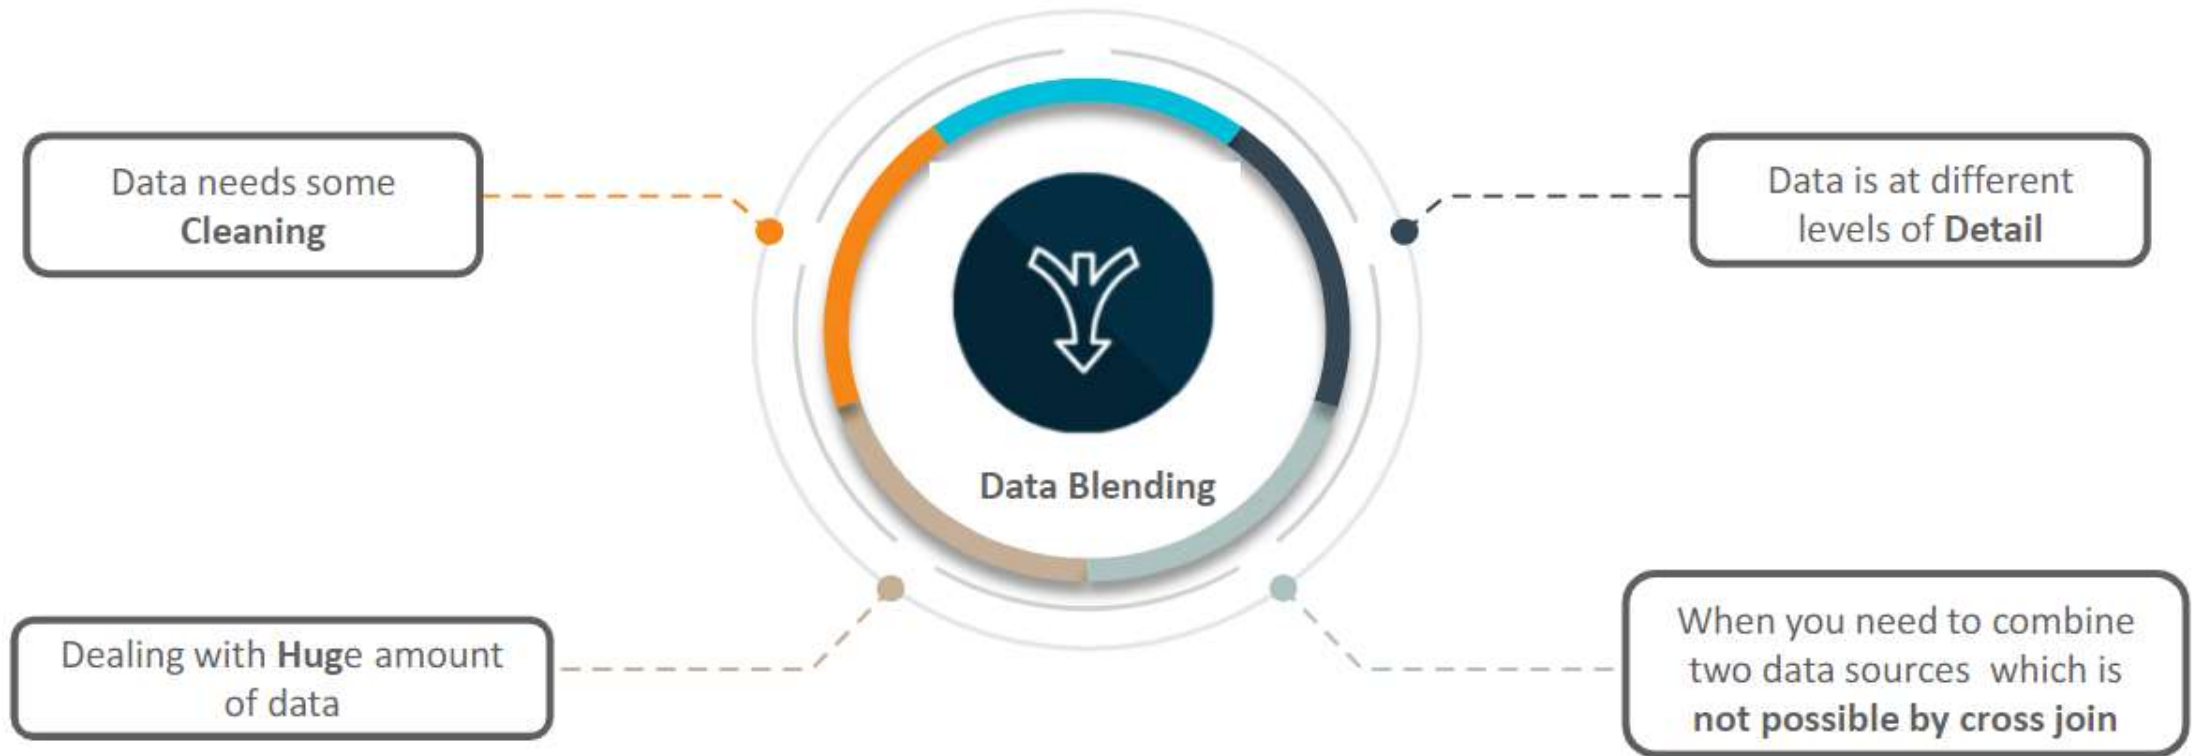 Data needs some
Cleaning
Data is at different
levels of Detail
Data Blending
Dealing with Huge amount
of data
When you need to combine
two data sources which is
not possible by cross join